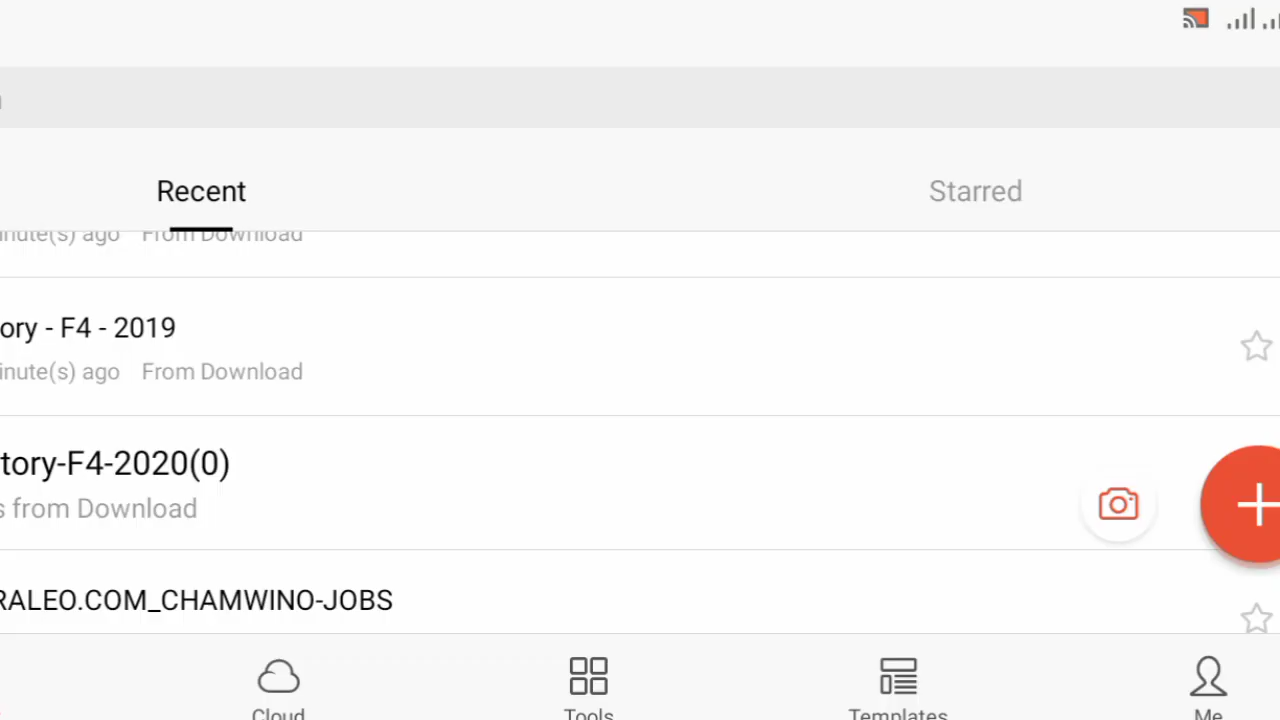 Recent
Starred
inute(s) ago From Download
ory - F4 - 2019
inute(s) ago From Download
tory-F4-2020(0)
s from Download
RALEO.COM_CHAMWINO-JOBS
Cloud
Tools
Templates
Me